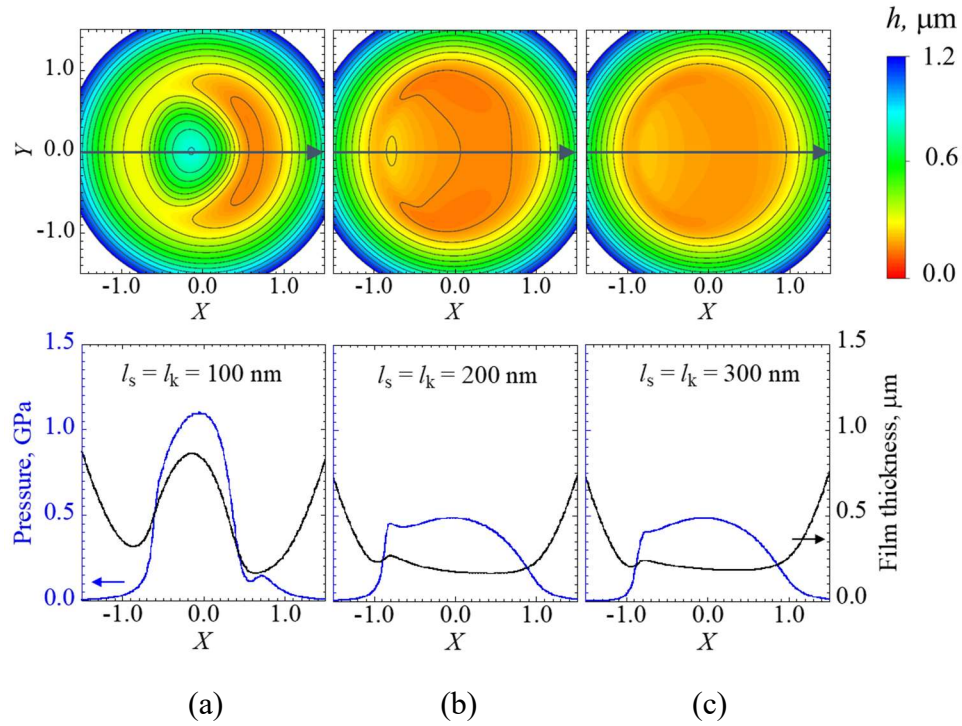 h, μm
1.2
0.6
0.0
Y
1.0
0.0
-1.0
-1.0 0.0 1.0
-1.0 0.0 1.0
-1.0 0.0 1.0
X X X
Pressure, GPa
1.5
1.0
0.5
0.0
lₛ = lₖ = 100 nm
lₛ = lₖ = 200 nm
lₛ = lₖ = 300 nm
1.5
1.0
0.5
0.0
Film thickness, μm
-1.0 0.0 1.0
-1.0 0.0 1.0
-1.0 0.0 1.0
X X X
(a) (b) (c)